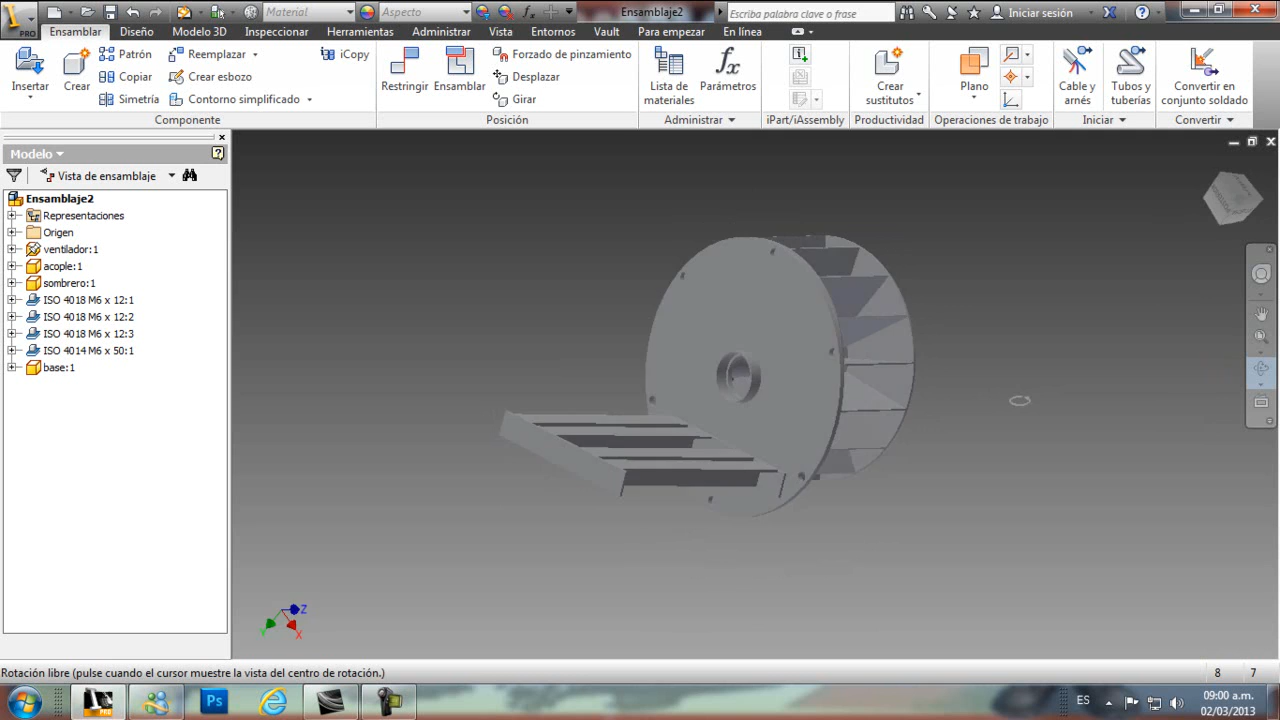 Material
Aspecto
Ensamblaje2
Escriba palabra clave o frase
Iniciar sesión
PRO
Ensamblar
Diseño
Modelo 3D
Inspeccionar
Herramientas
Administrar
Vista
Entornos
Vault
Para empezar
En línea
Insertar
Crear
Patrón
Copiar
Simetría
Reemplazar
Crear esbozo
Contorno simplificado
iCopy
Restringir
Ensamblar
Forzado de pinzamiento
Desplazar
Girar
Lista de
materiales
Parámetros
Crear
sustitutos
Plano
Cable y
arnés
Tubos y
tuberías
Convertir en
conjunto soldado
Componente
Posición
Administrar
iPart/iAssembly
Productividad
Operaciones de trabajo
Iniciar
Convertir
Modelo
Vista de ensamblaje
Ensamblaje2
Representaciones
Origen
ventilador:1
acople:1
sombrero:1
ISO 4018 M6 x 12:1
ISO 4018 M6 x 12:2
ISO 4018 M6 x 12:3
ISO 4014 M6 x 50:1
base:1
Z
Y
X
Rotación libre (pulse cuando el cursor muestre la vista del centro de rotación.)
8
7
PRO
Ps
ES
09:00 a.m.
02/03/2013